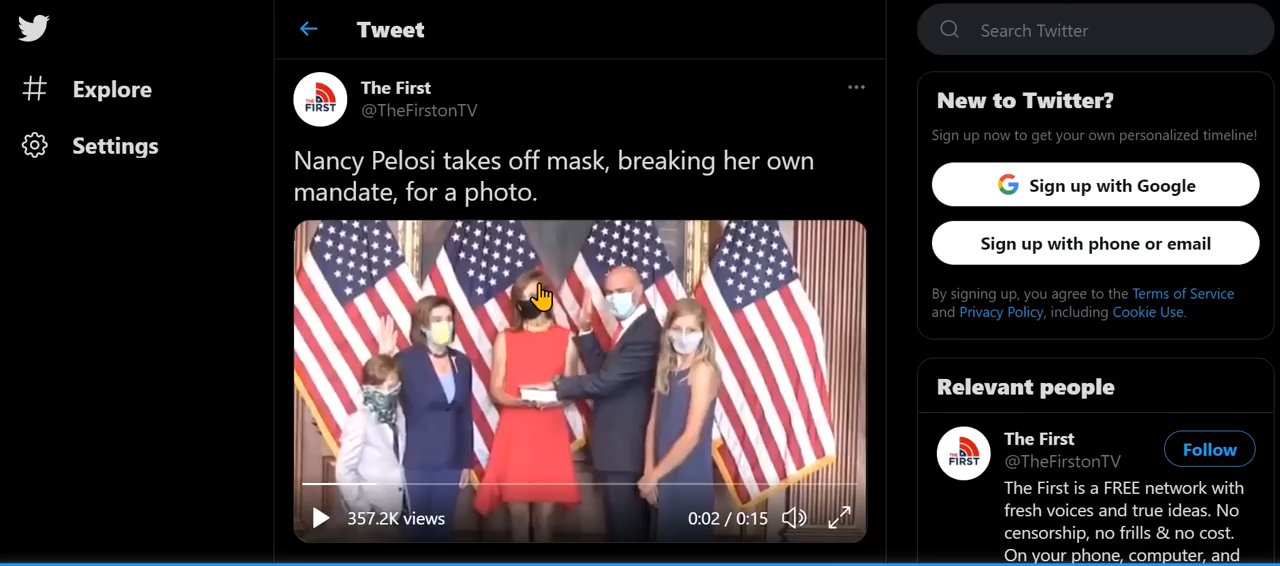 Tweet
Search Twitter
Explore
Settings
THE
FIRST
The First
@TheFirstonTV
Nancy Pelosi takes off mask, breaking her own
mandate, for a photo.
357.2K views
0:02 / 0:15
New to Twitter?
Sign up now to get your own personalized timeline!
Sign up with Google
Sign up with phone or email
By signing up, you agree to the Terms of Service
and Privacy Policy, including Cookie Use.
Relevant people
THE
FIRST
The First
@TheFirstonTV
Follow
The First is a FREE network with
fresh voices and true ideas. No
censorship, no frills & no cost.
On your phone, computer, and